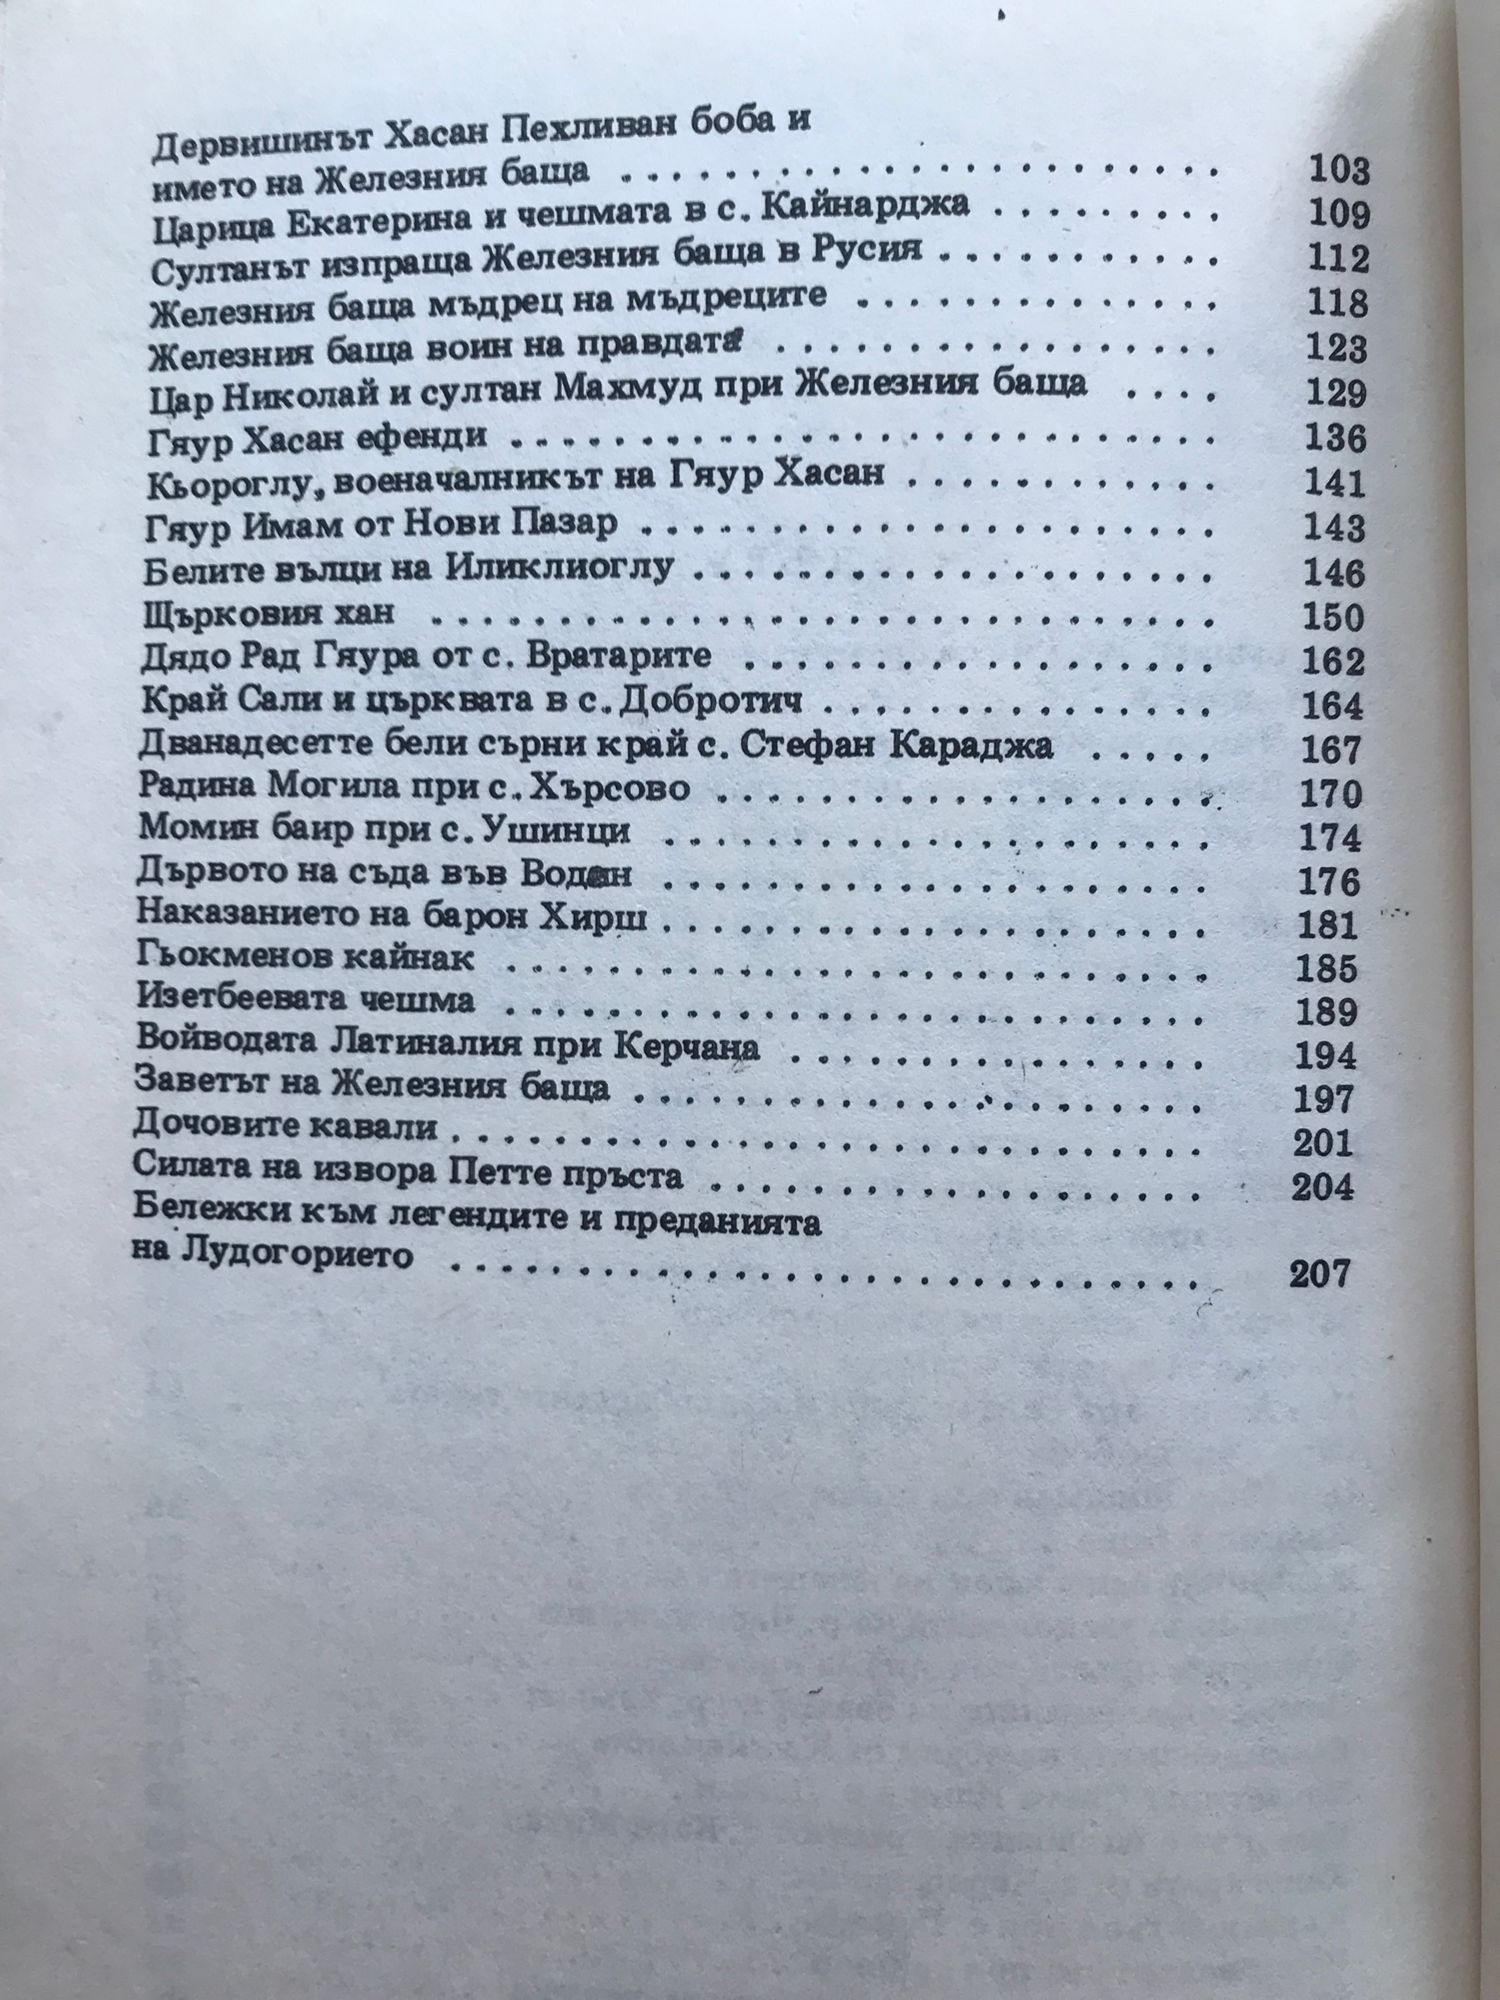 Дервишинът Хасан Пехливан боба и
името на Железния баща . . . . . . . . . . . . . . . . . . . . . . . 103
Царица Екатерина и чешмата в с. Кайнарджа . . . . . . . . . 109
Султанът изпраща Железния баща в Русия . . . . . . . . . . . 112
Железния баща мъдрец на мъдреците . . . . . . . . . . . . . . 118
Железния баща воин на правдата . . . . . . . . . . . . . . . . . 123
Цар Николай и султан Махмуд при Железния баща . . . . 129
Гяур Хасан ефенди . . . . . . . . . . . . . . . . . . . . . . . . . . . 136
Кьороглу, военачалникът на Гяур Хасан . . . . . . . . . . . . 141
Гяур Имам от Нови Пазар . . . . . . . . . . . . . . . . . . . . . . 143
Белите вълци на Иликлиоглу . . . . . . . . . . . . . . . . . . . . 146
Щърковия хан . . . . . . . . . . . . . . . . . . . . . . . . . . . . . . 150
Дядо Рад Гяура от с. Вратарите . . . . . . . . . . . . . . . . . . 162
Край Сали и църквата в с. Добротич . . . . . . . . . . . . . . . 164
Дванадесетте бели сърни край с. Стефан Караджа . . . . . 167
Радина Могила при с. Хърсово . . . . . . . . . . . . . . . . . . . 170
Момин баир при с. Ушинци . . . . . . . . . . . . . . . . . . . . . 174
Дървото на съда във Воден . . . . . . . . . . . . . . . . . . . . . 176
Наказанието на барон Хирш . . . . . . . . . . . . . . . . . . . . . 181
Гьокменов кайнак . . . . . . . . . . . . . . . . . . . . . . . . . . . 185
Изетбеевата чешма . . . . . . . . . . . . . . . . . . . . . . . . . . . 189
Войводата Латиналия при Керчана . . . . . . . . . . . . . . . . 194
Заветът на Железния баща . . . . . . . . . . . . . . . . . . . . . . 197
Дочовите кавали . . . . . . . . . . . . . . . . . . . . . . . . . . . . . 201
Силата на извора Петте пръста . . . . . . . . . . . . . . . . . . . 204
Бележки към легендите и преданията
на Лудогорието . . . . . . . . . . . . . . . . . . . . . . . . . . . . . 207